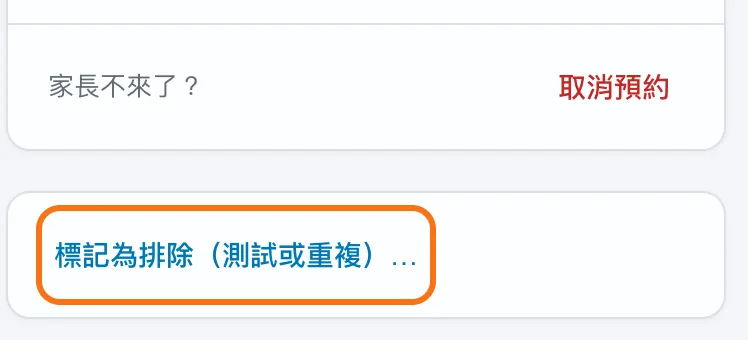 家長不來了？
取消預約
標記為排除（測試或重複）…